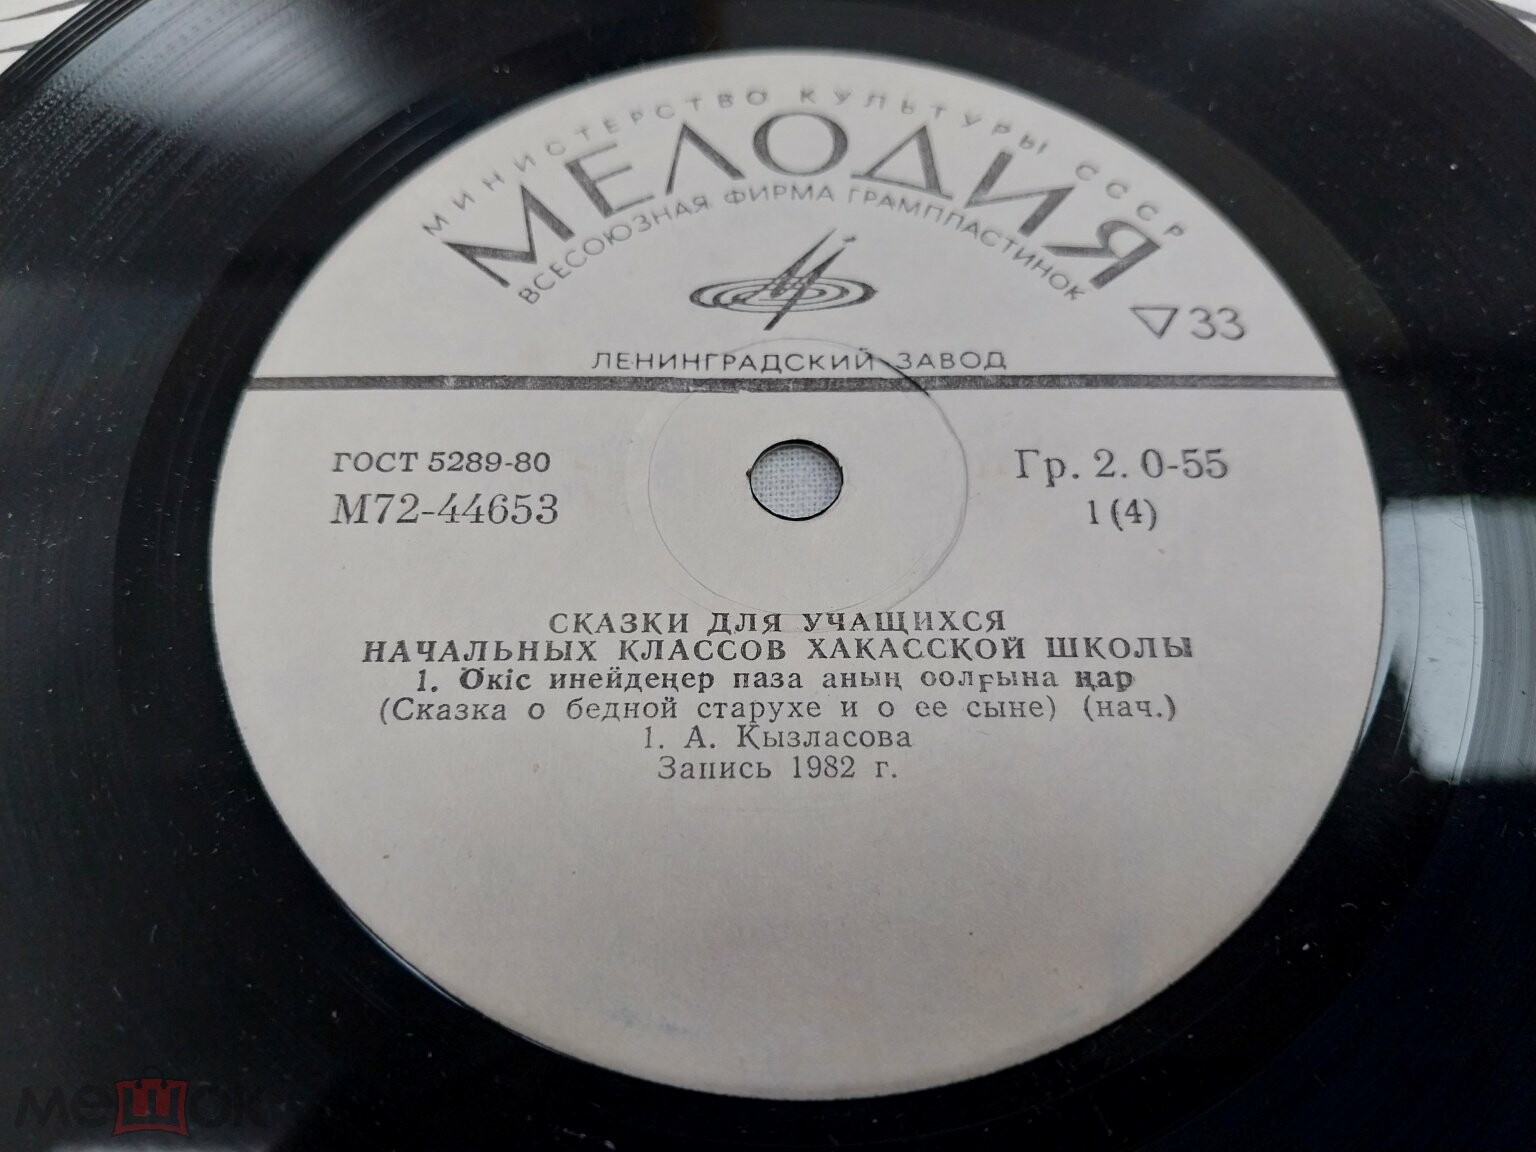 МИНИСТЕРСТВО КУЛЬТУРЫ СССР
МЕЛОДИЯ
ВСЕСОЮЗНАЯ ФИРМА ГРАМПЛАСТИНОК
33
ЛЕНИНГРАДСКИЙ ЗАВОД
ГОСТ 5289-80
М72-44653
Гр. 2. 0-55
1 (4)
СКАЗКИ ДЛЯ УЧАЩИХСЯ
НАЧАЛЬНЫХ КЛАССОВ ХАКАССКОЙ ШКОЛЫ
1. Ӧкіс инейдеңер паза аның оолғына ңар
(Сказка о бедной старухе и о ее сыне) (нач.)
1. А. Кызласова
Запись 1982 г.
мешок